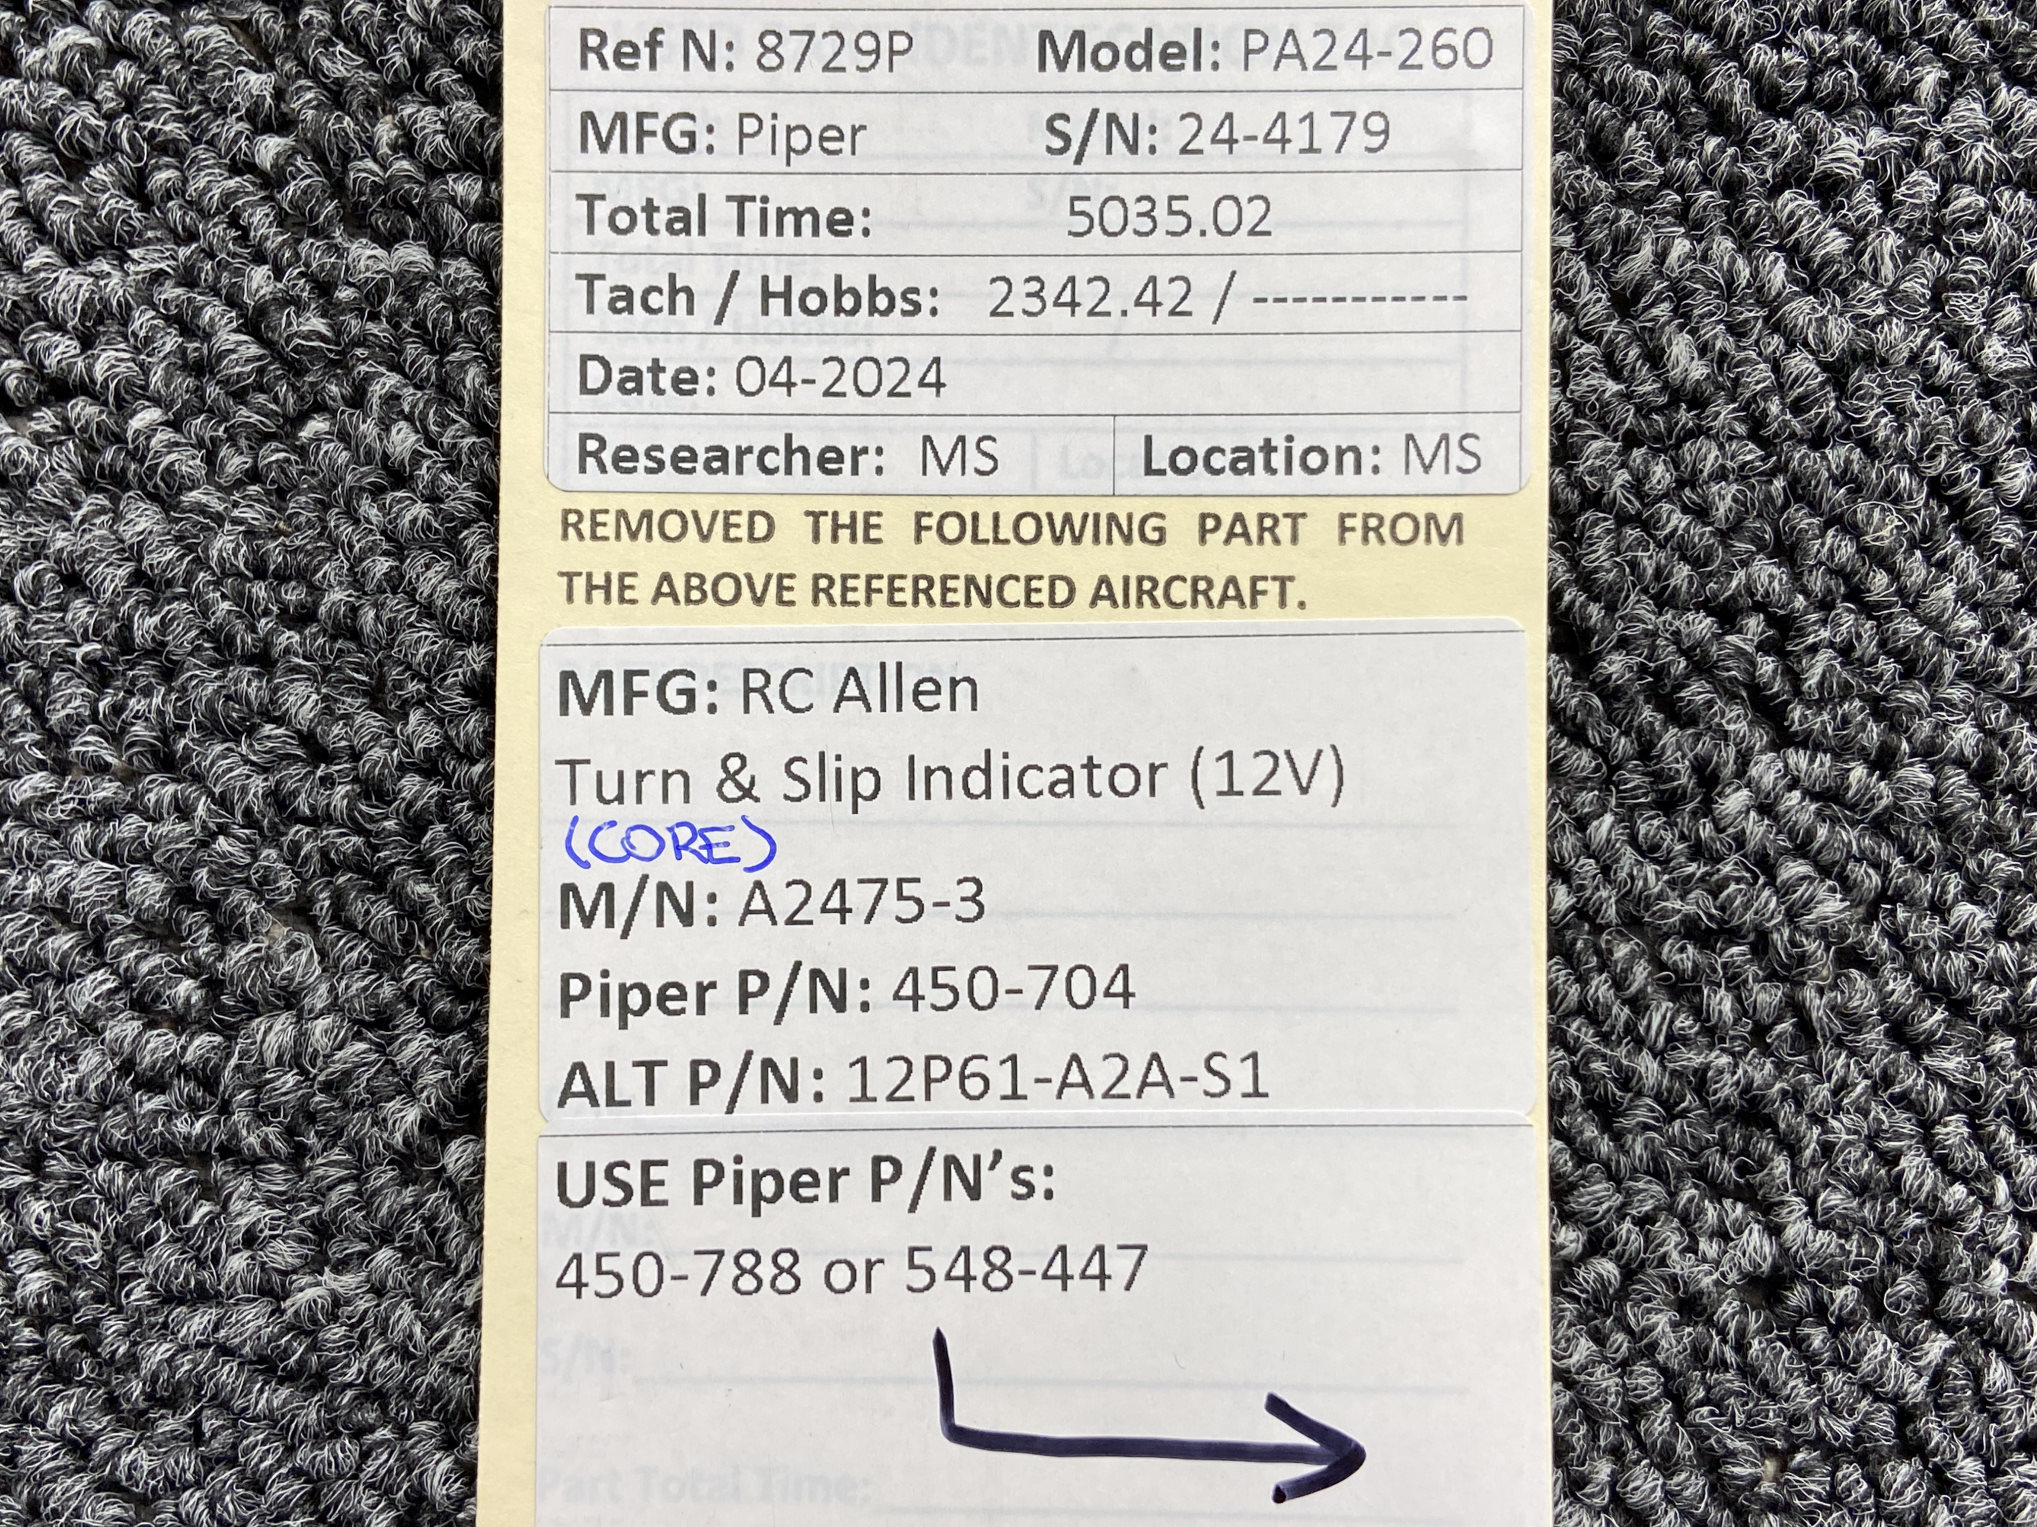 Ref N: 8729P Model: PA24-260
MFG: Piper S/N: 24-4179
Total Time: 5035.02
Tach / Hobbs: 2342.42 / -----------
Date: 04-2024
Researcher: MS Location: MS
REMOVED THE FOLLOWING PART FROM
THE ABOVE REFERENCED AIRCRAFT.
MFG: RC Allen
Turn & Slip Indicator (12V)
(CORE)
M/N: A2475-3
Piper P/N: 450-704
ALT P/N: 12P61-A2A-S1
USE Piper P/N's:
450-788 or 548-447
M/N:
S/N:
Part Total Time: